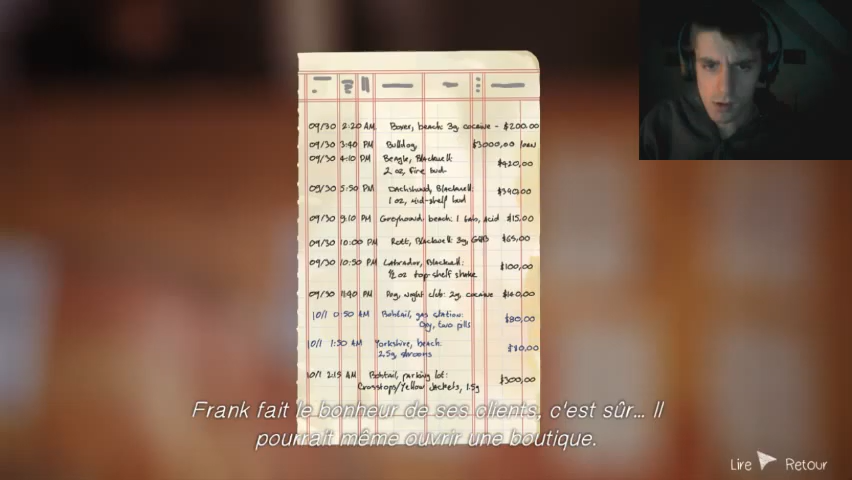 09/30 2:20 AM Boxer, beach: 3g, cocaine - $200.00
09/30 3:40 PM Bulldog, $3000,00 loan
09/30 4:10 PM Beagle, Blackwell: $420,00
2 oz, fine bud
09/30 5:50 PM Dachshund, Blackwell: $340,00
1 oz, mid-shelf bud
09/30 9:10 PM Greyhound: beach: 1 tab, acid $15.00
09/30 10:00 PM Rott, Blackwell: 3g, GHB $65,00
09/30 10:50 PM Labrador, Blackwell: $100,00
1/2 oz top-shelf shake
09/30 11:40 PM Pug, night club: 2g, cocaine $140.00
10/1 0:50 AM Bobtail, gas station: $80,00
Oxy, two pills
10/1 1:30 AM Yorkshire, beach:
2.5g, shrooms
10/1 2:15 AM Bobtail, parking lot: $300,00
Crosstops/Yellow Jackets, 1.5g
Frank fait le bonheur de ses clients, c'est sûr... Il
pourrait même ouvrir une boutique.
Lire Retour